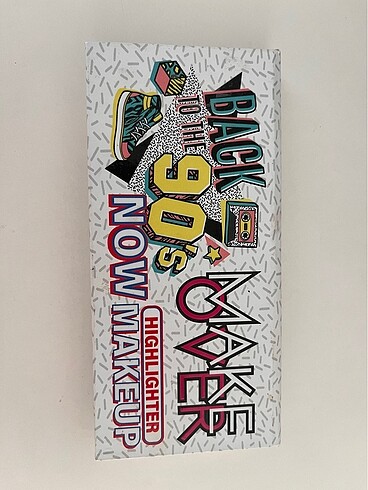 BACK
TO THE
90's
MAKE
OVER
HIGHLIGHTER
NOW MAKEUP